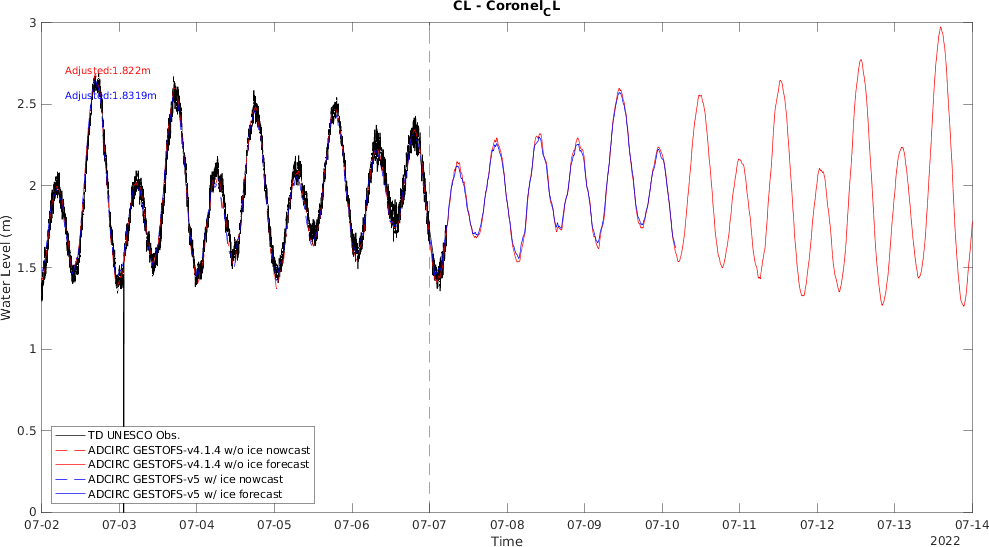 CL - Coronel_CL
Adjusted:1.822m
Adjusted:1.8319m
Water Level (m)
3
2.5
2
1.5
1
0.5
0
TD UNESCO Obs.
ADCIRC GESTOFS-v4.1.4 w/o ice nowcast
ADCIRC GESTOFS-v4.1.4 w/o ice forecast
ADCIRC GESTOFS-v5 w/ ice nowcast
ADCIRC GESTOFS-v5 w/ ice forecast
07-02 07-03 07-04 07-05 07-06 07-07 07-08 07-09 07-10 07-11 07-12 07-13 07-14
Time
2022